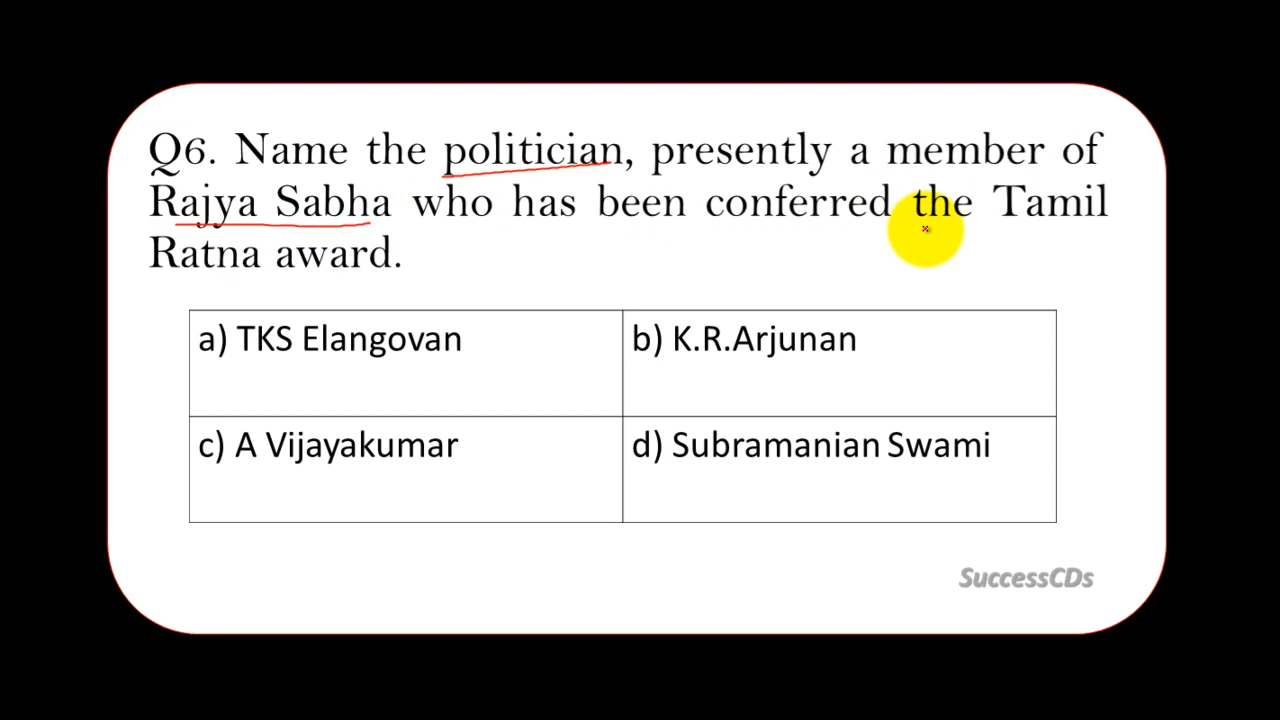 Q6. Name the politician, presently a member of
Rajya Sabha who has been conferred the Tamil
Ratna award.
a) TKS Elangovan
b) K.R.Arjunan
c) A Vijayakumar
d) Subramanian Swami
SuccessCDs